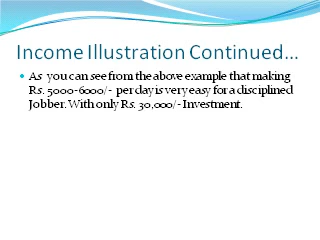 Income Illustration Continued...
As you can see from the above example that making
Rs. 5000-6000/- per day is very easy for a disciplined
Jobber. With only Rs. 30,000/- Investment.